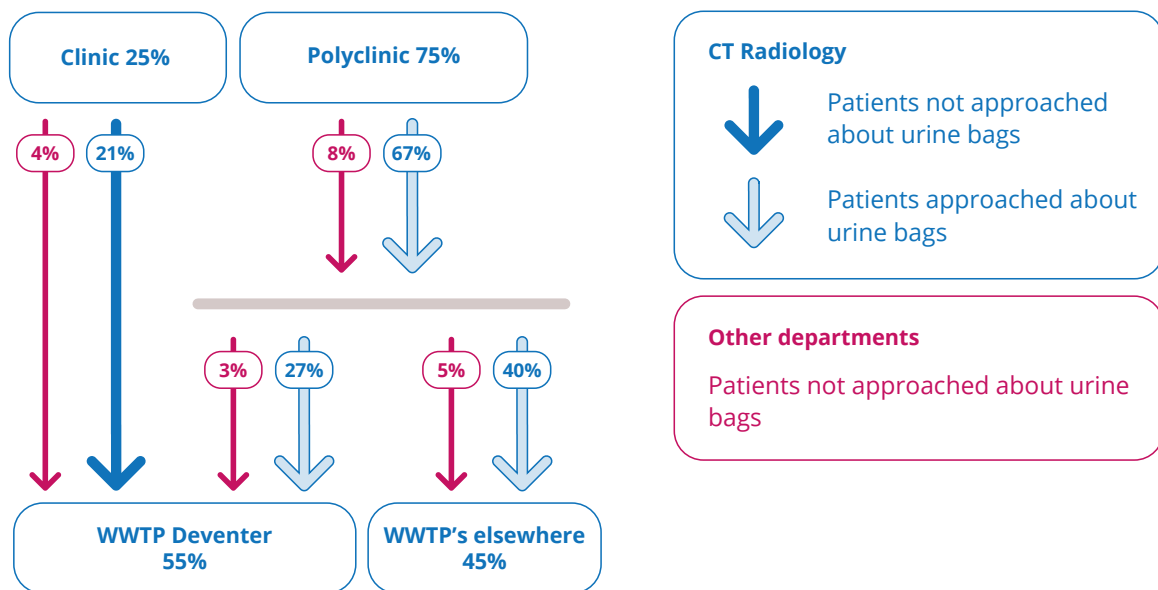 Clinic 25%
Polyclinic 75%
4%
21%
8%
67%
3%
27%
5%
40%
WWTP Deventer
55%
WWTP's elsewhere
45%
CT Radiology
Patients not approached
about urine bags
Patients approached about
urine bags
Other departments
Patients not approached about urine
bags